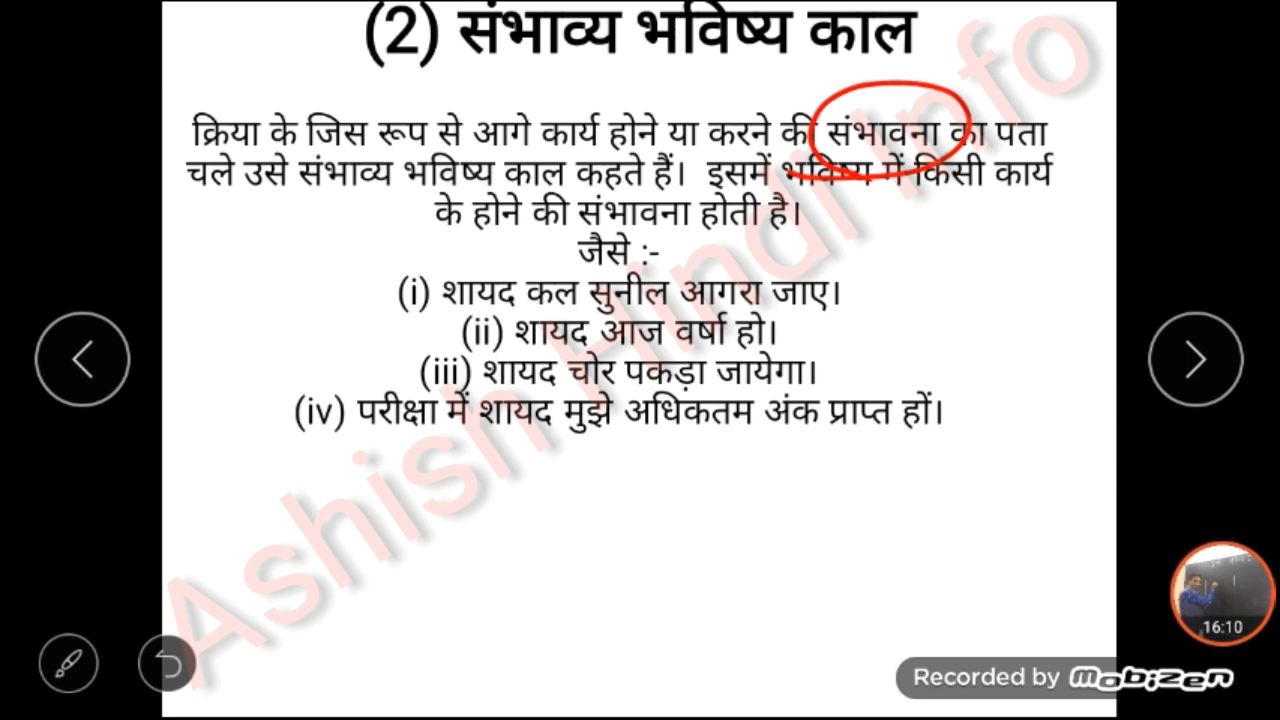 (2) संभाव्य भविष्य काल
क्रिया के जिस रूप से आगे कार्य होने या करने की संभावना का पता
चले उसे संभाव्य भविष्य काल कहते हैं। इसमें भविष्य में किसी कार्य
के होने की संभावना होती है।
जैसे :-
(i) शायद कल सुनील आगरा जाए।
(ii) शायद आज वर्षा हो।
(iii) शायद चोर पकड़ा जायेगा।
(iv) परीक्षा में शायद मुझे अधिकतम अंक प्राप्त हों।
Ashish Hindi Info
16:10
Recorded by Mobizen